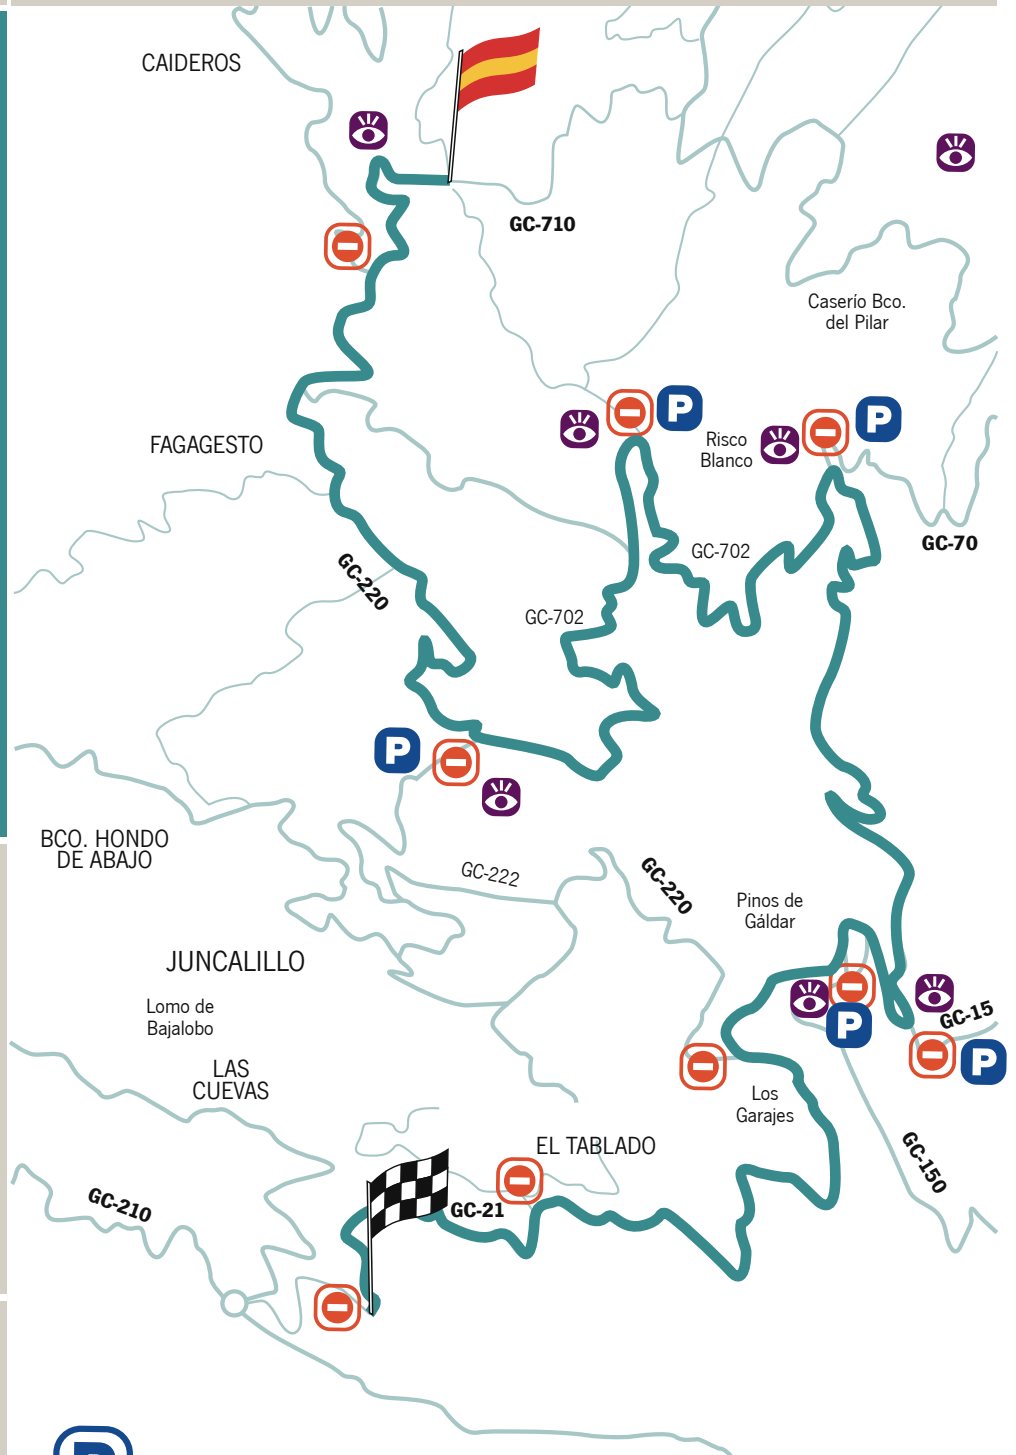 CAIDEROS
GC-710
Caserío Bco.
del Pilar
P
P
Risco
Blanco
FAGAGESTO
GC-70
GC-702
GC-220
GC-702
P
BCO. HONDO
DE ABAJO
GC-222
GC-220
Pinos de
Gáldar
JUNCALILLO
Lomo de
Bajalobo
P
GC-15
P
LAS
CUEVAS
Los
Garajes
EL TABLADO
GC-150
GC-210
GC-21
P